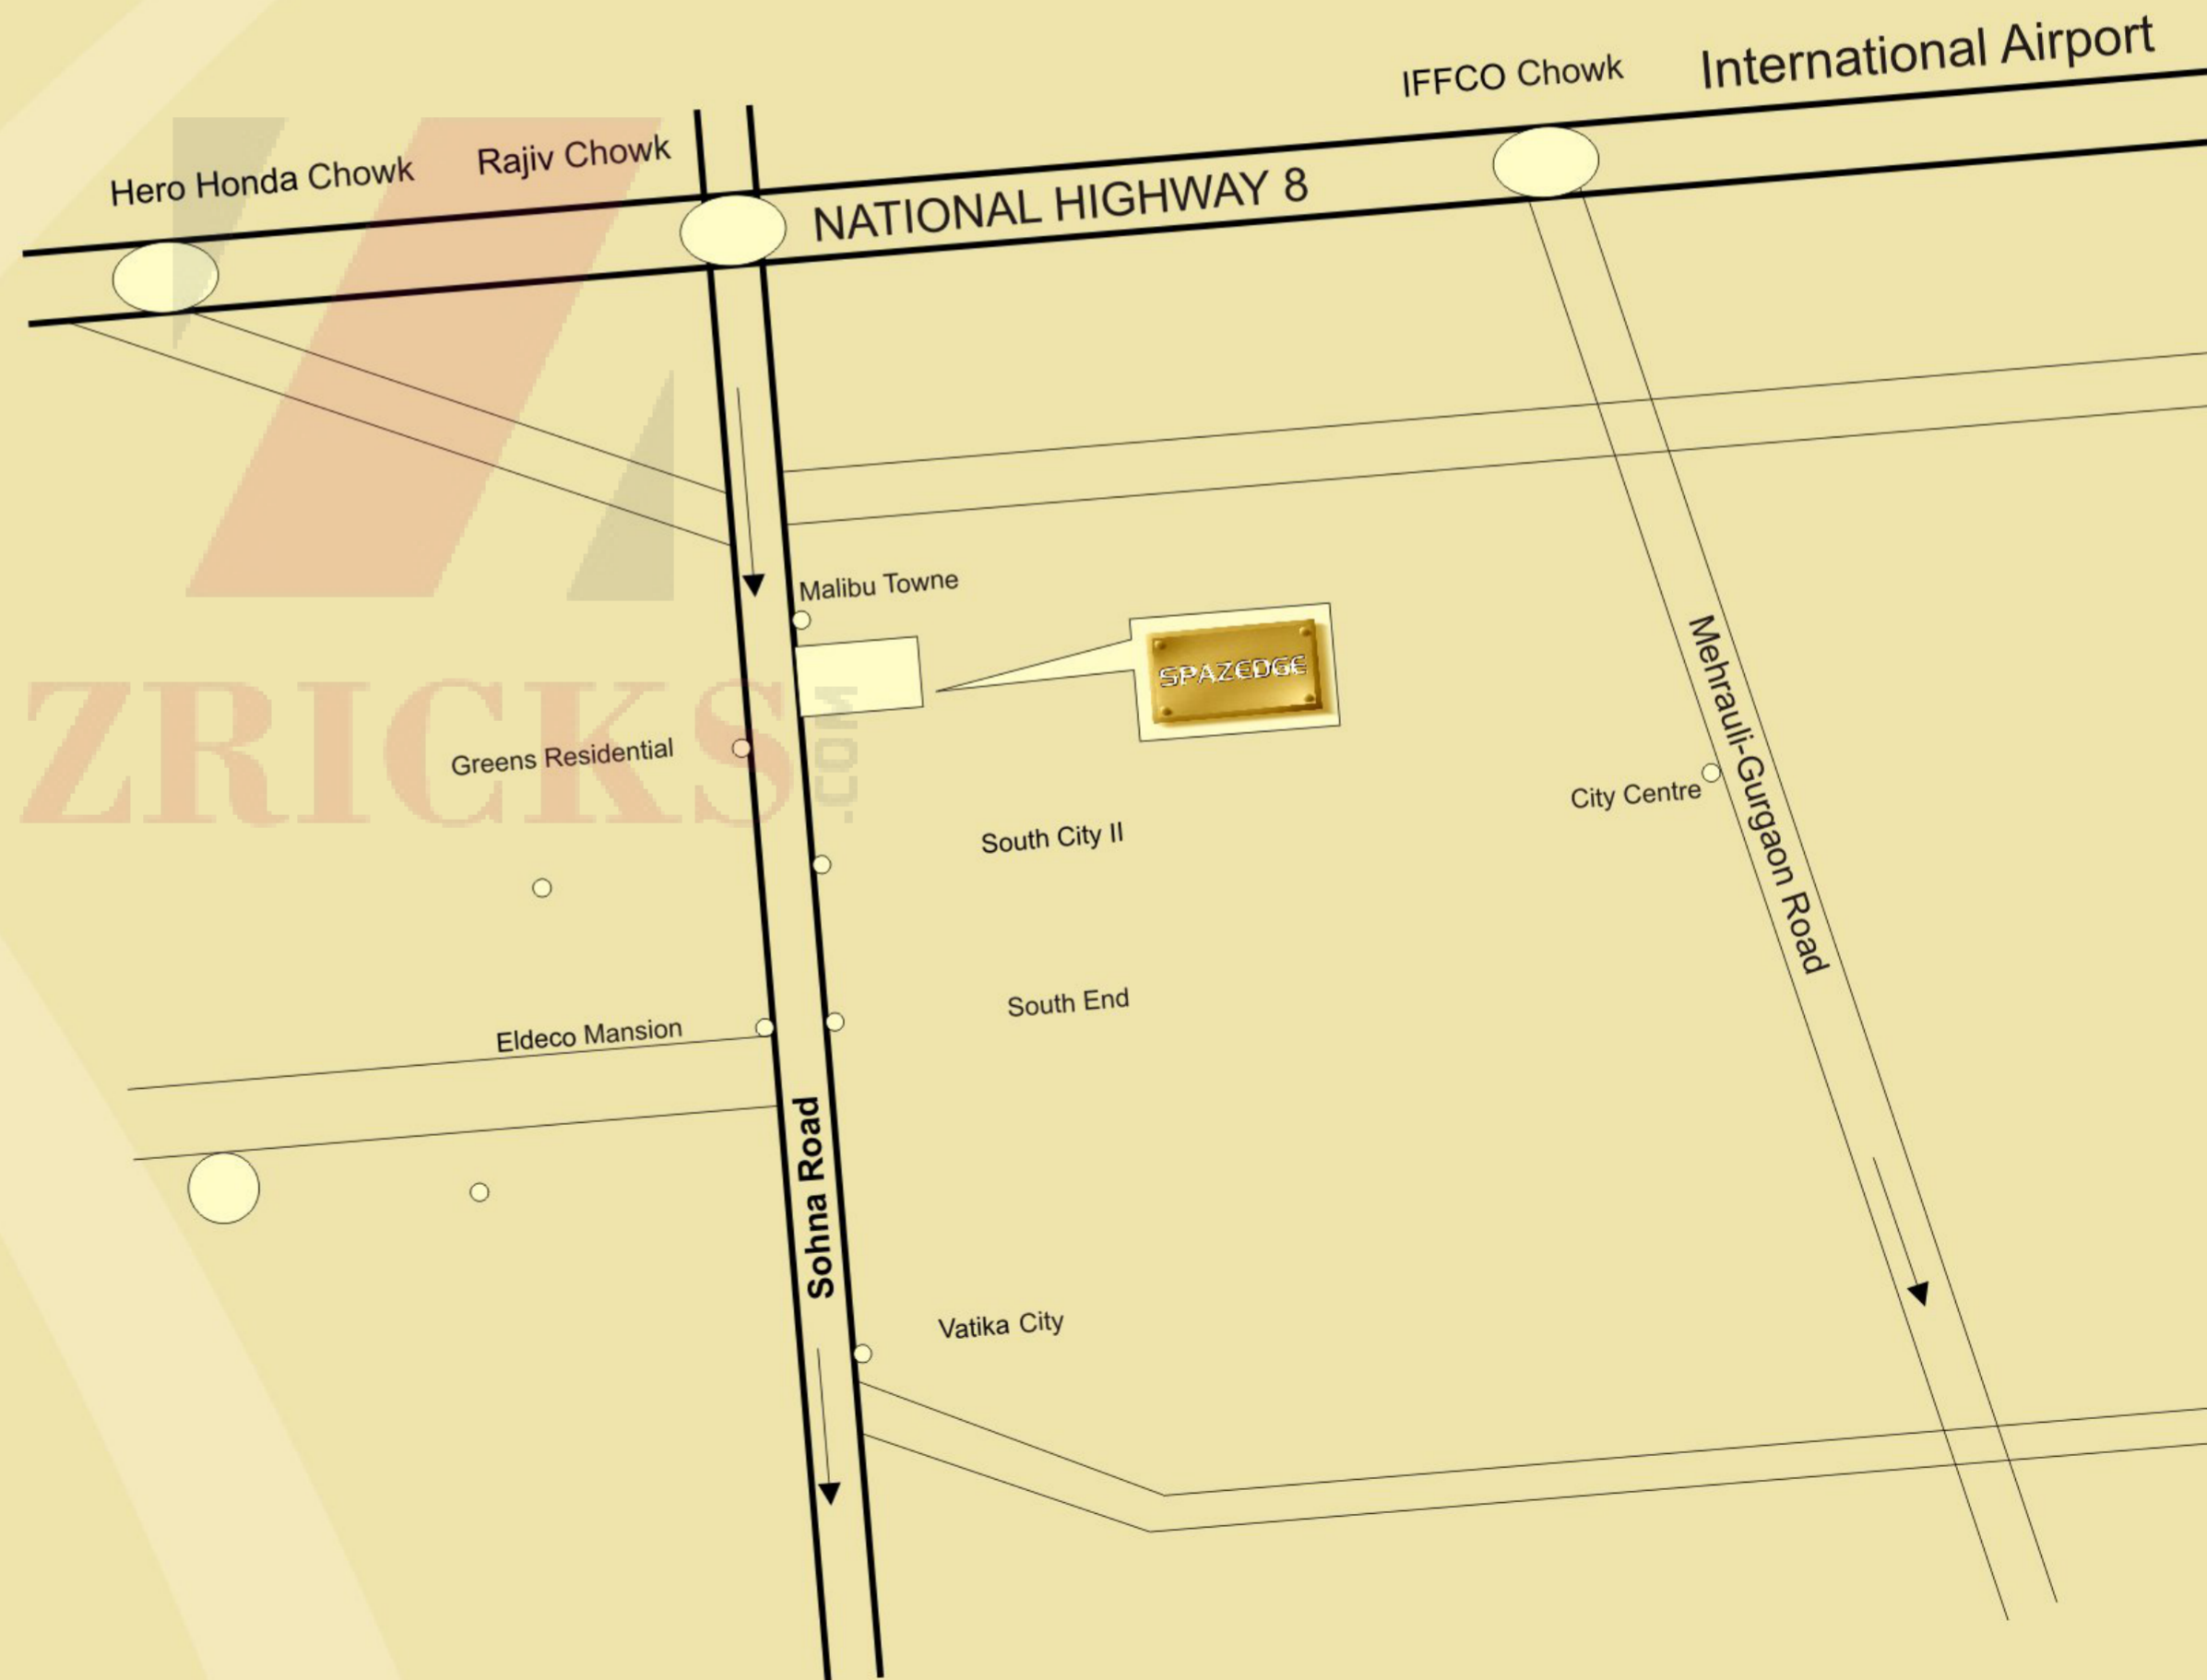 International Airport
IFFCO Chowk
Rajiv Chowk
Hero Honda Chowk
NATIONAL HIGHWAY 8
Malibu Towne
SPAZEDGE
Mehrauli-Gurgaon Road
ZRICKS
.COM
Greens Residential
City Centre
South City II
South End
Eldeco Mansion
Sohna Road
Vatika City